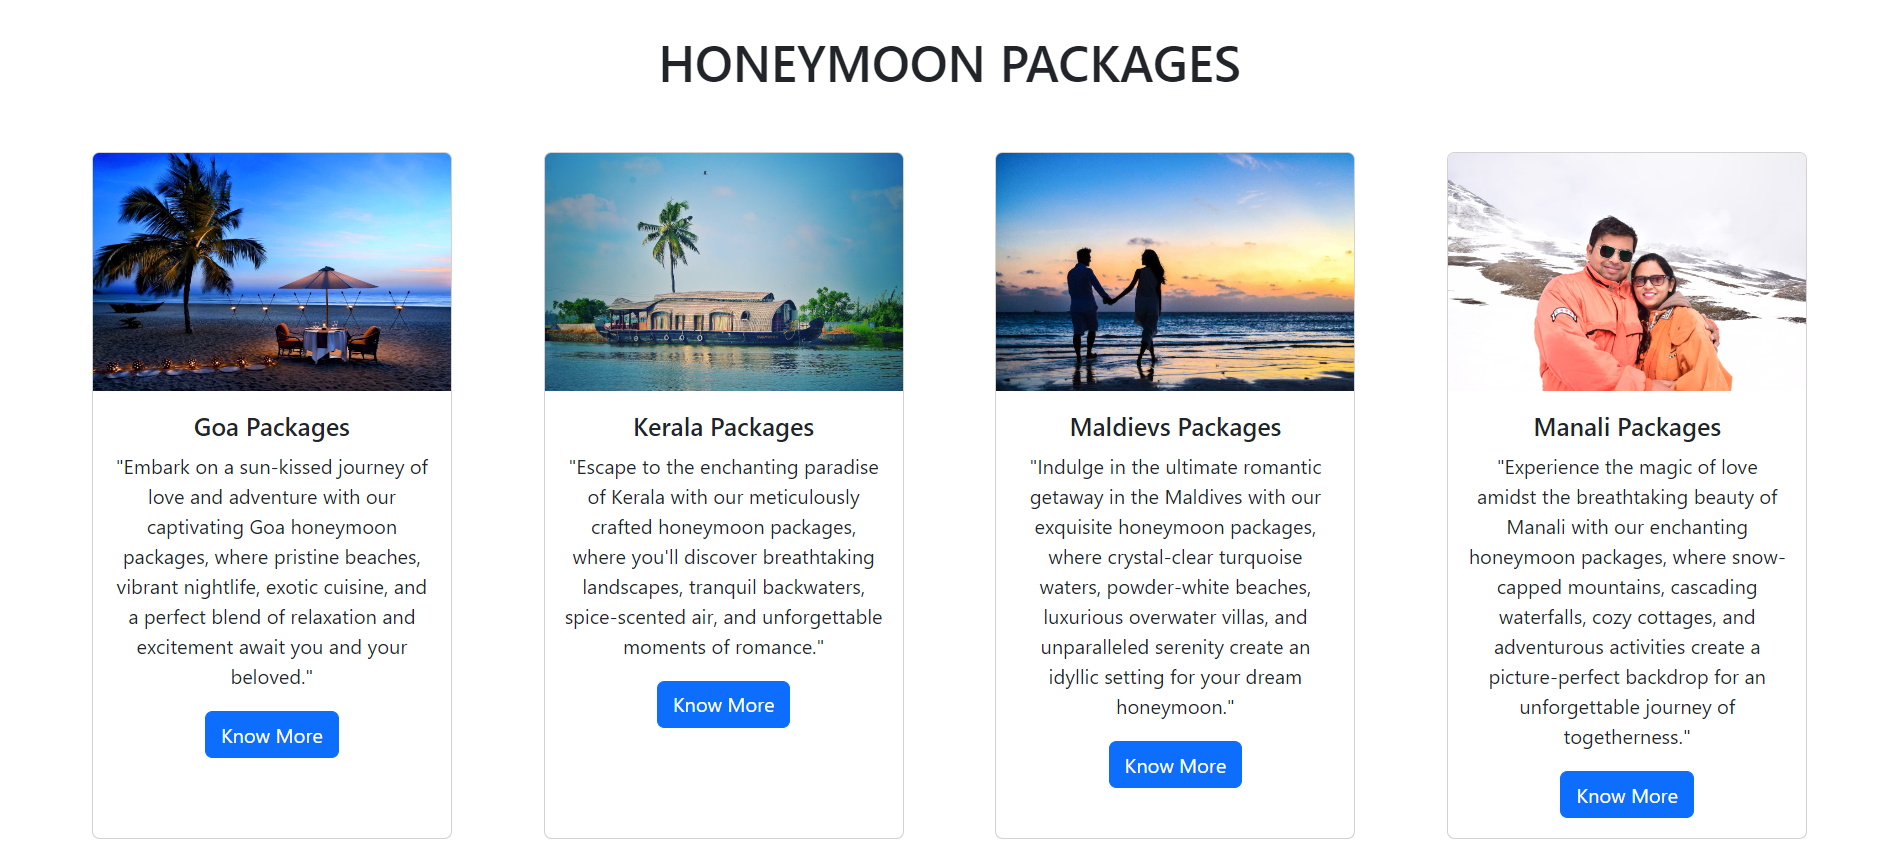 HONEYMOON PACKAGES
Goa Packages
"Embark on a sun-kissed journey of
love and adventure with our
captivating Goa honeymoon
packages, where pristine beaches,
vibrant nightlife, exotic cuisine, and
a perfect blend of relaxation and
excitement await you and your
beloved."
Know More
Kerala Packages
"Escape to the enchanting paradise
of Kerala with our meticulously
crafted honeymoon packages,
where you'll discover breathtaking
landscapes, tranquil backwaters,
spice-scented air, and unforgettable
moments of romance."
Know More
Maldievs Packages
"Indulge in the ultimate romantic
getaway in the Maldives with our
exquisite honeymoon packages,
where crystal-clear turquoise
waters, powder-white beaches,
luxurious overwater villas, and
unparalleled serenity create an
idyllic setting for your dream
honeymoon."
Know More
Manali Packages
"Experience the magic of love
amidst the breathtaking beauty of
Manali with our enchanting
honeymoon packages, where snow-
capped mountains, cascading
waterfalls, cozy cottages, and
adventurous activities create a
picture-perfect backdrop for an
unforgettable journey of
togetherness."
Know More